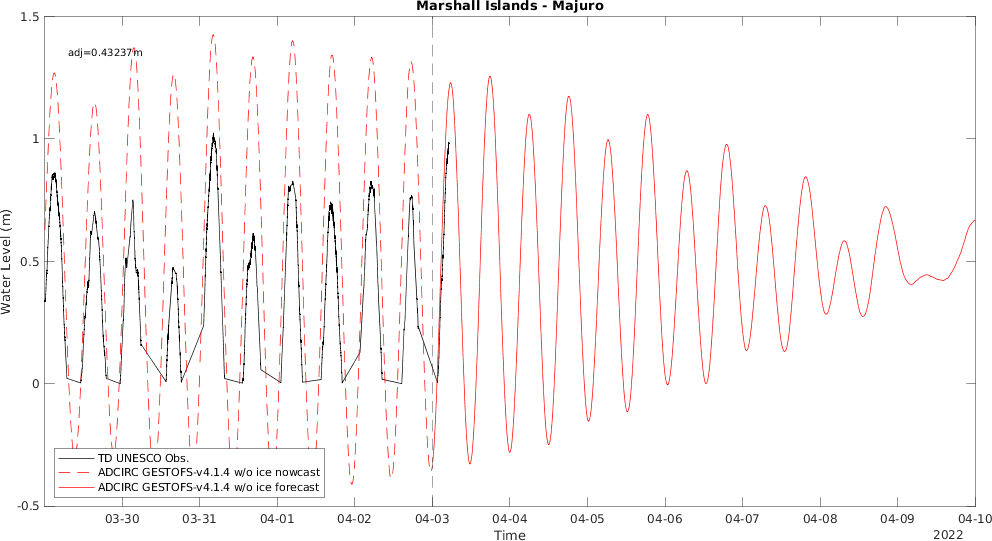 Marshall Islands - Majuro
adj=0.43237m
Water Level (m)
1.5
1
0.5
0
-0.5
TD UNESCO Obs.
ADCIRC GESTOFS-v4.1.4 w/o ice nowcast
ADCIRC GESTOFS-v4.1.4 w/o ice forecast
03-30 03-31 04-01 04-02 04-03 04-04 04-05 04-06 04-07 04-08 04-09 04-10
Time
2022